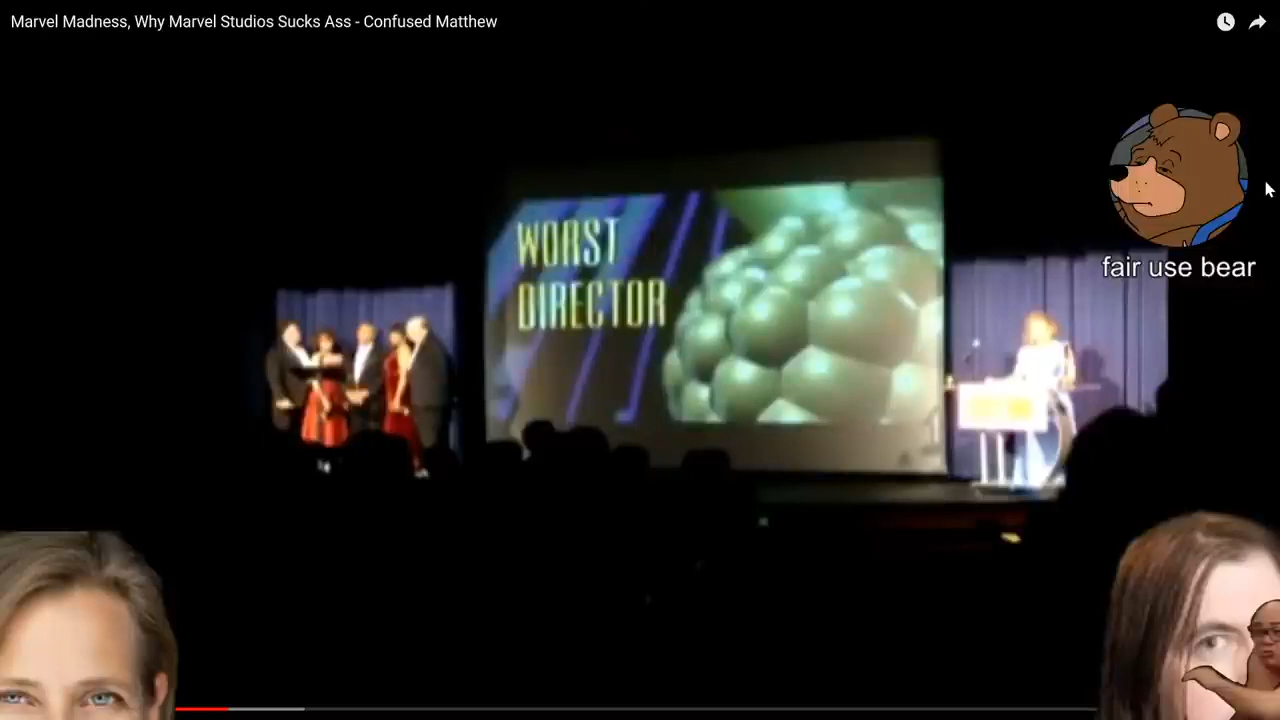 Marvel Madness, Why Marvel Studios Sucks Ass - Confused Matthew
WORST
DIRECTOR
fair use bear